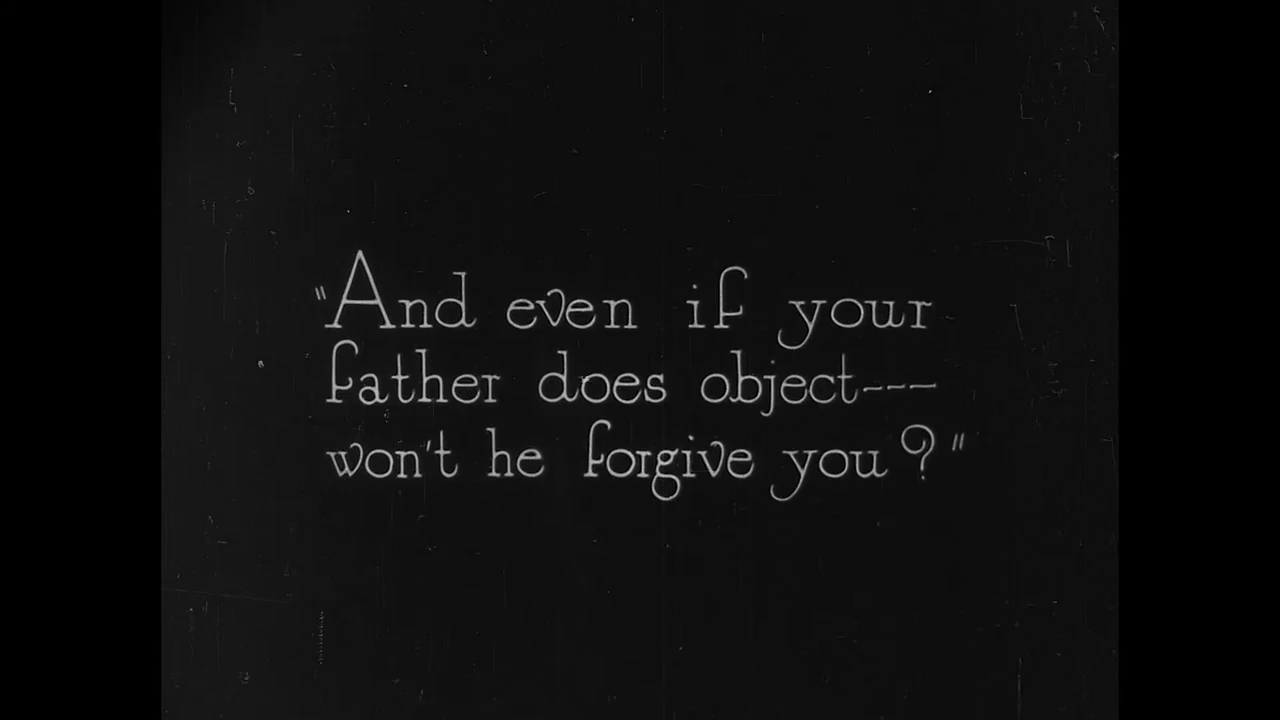 "And even if your
father does object---
won't he forgive you?"